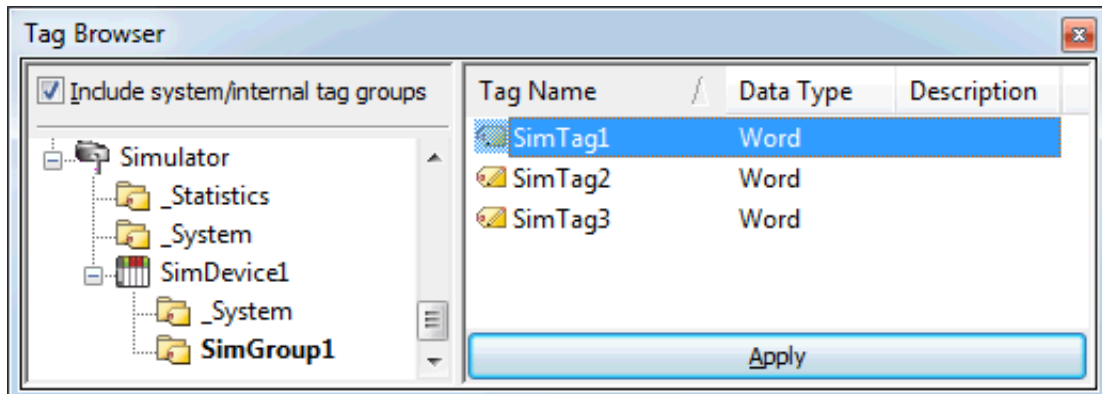 Tag Browser
Include system/internal tag groups
Simulator
_Statistics
_System
SimDevice1
_System
SimGroup1
Tag Name Data Type Description
SimTag1 Word
SimTag2 Word
SimTag3 Word
Apply